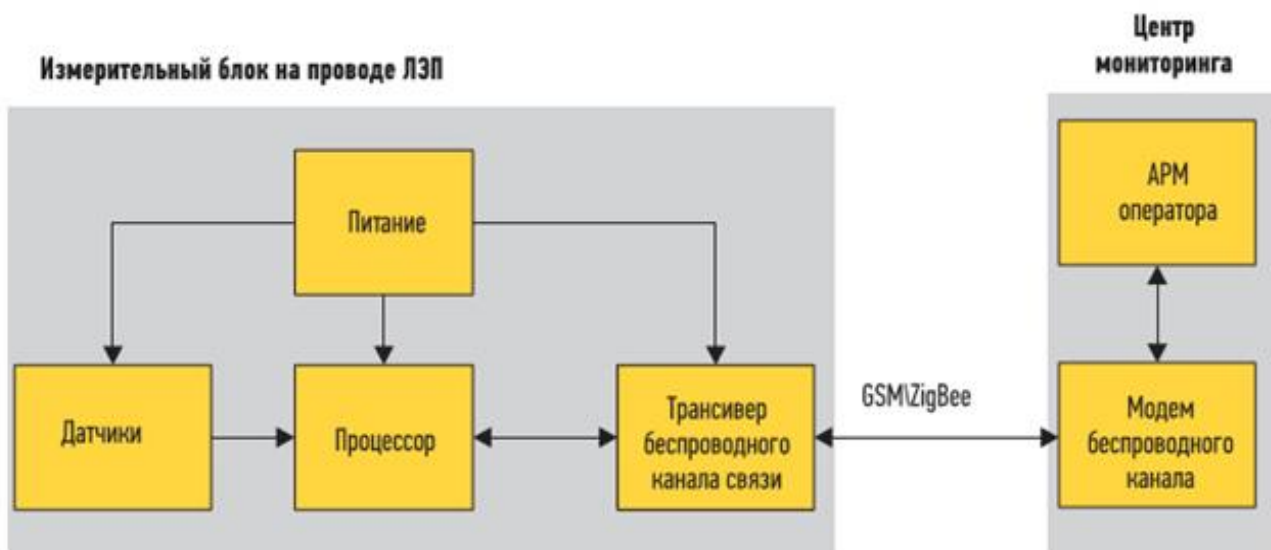 Центр
мониторинга
Измерительный блок на проводе ЛЭП
Питание
АРМ
оператора
Датчики
Процессор
Трансивер
беспроводного
канала связи
GSM\ZigBee
Модем
беспроводного
канала